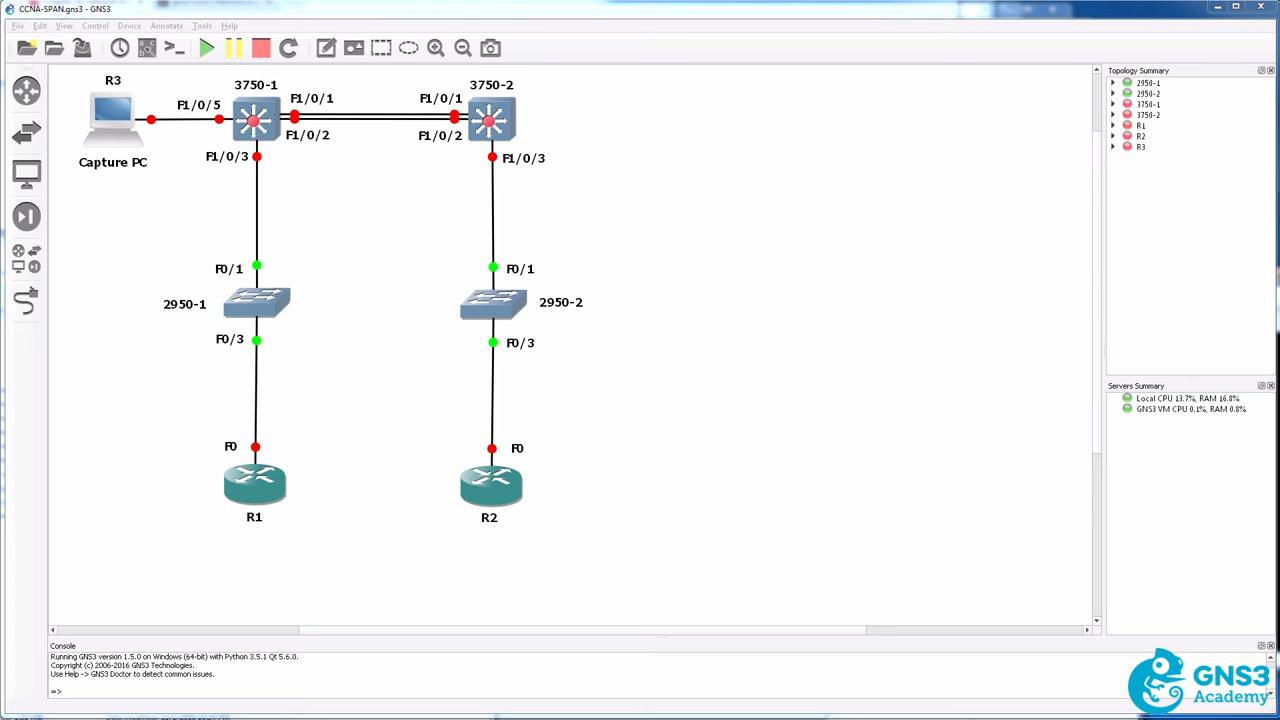 CCNA-SPAN.gns3 - GNS3
File Edit View Control Device Annotate Tools Help
R3
3750-1
3750-2
F1/0/5
F1/0/1
F1/0/1
F1/0/2
F1/0/2
Capture PC
F1/0/3
F1/0/3
F0/1
F0/1
2950-1
2950-2
F0/3
F0/3
F0
F0
R1
R2
Topology Summary
2950-1
2950-2
3750-1
3750-2
R1
R2
R3
Servers Summary
Local CPU 13.7%, RAM 16.8%
GNS3 VM CPU 0.1%, RAM 0.8%
Console
Running GNS3 version 1.5.0 on Windows (64-bit) with Python 3.5.1 Qt 5.6.0.
Copyright (c) 2006-2016 GNS3 Technologies.
Use Help -> GNS3 Doctor to detect common issues.
=>
GNS3
Academy